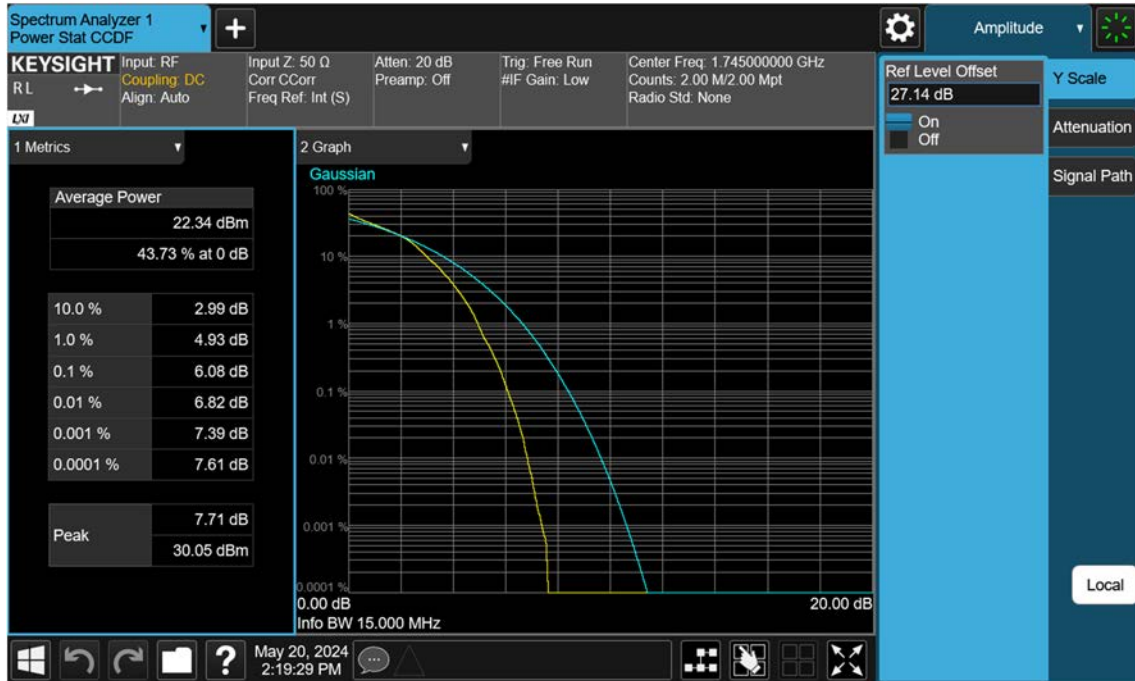 Spectrum Analyzer 1
Power Stat CCDF
Amplitude
KEYSIGHT
RL
LXI
Input: RF
Coupling: DC
Align: Auto
Input Z: 50 Ω
Corr CCorr
Freq Ref: Int (S)
Atten: 20 dB
Preamp: Off
Trig: Free Run
#IF Gain: Low
Center Freq: 1.745000000 GHz
Counts: 2.00 M/2.00 Mpt
Radio Std: None
Ref Level Offset
27.14 dB
On
Off
Y Scale
Attenuation
Signal Path
1 Metrics
Average Power
22.34 dBm
43.73 % at 0 dB
10.0 % 2.99 dB
1.0 % 4.93 dB
0.1 % 6.08 dB
0.01 % 6.82 dB
0.001 % 7.39 dB
0.0001 % 7.61 dB
Peak
7.71 dB
30.05 dBm
2 Graph
Gaussian
100 %
10 %
1 %
0.1 %
0.01 %
0.001 %
0.0001 %
0.00 dB 20.00 dB
Info BW 15.000 MHz
Local
May 20, 2024
2:19:29 PM